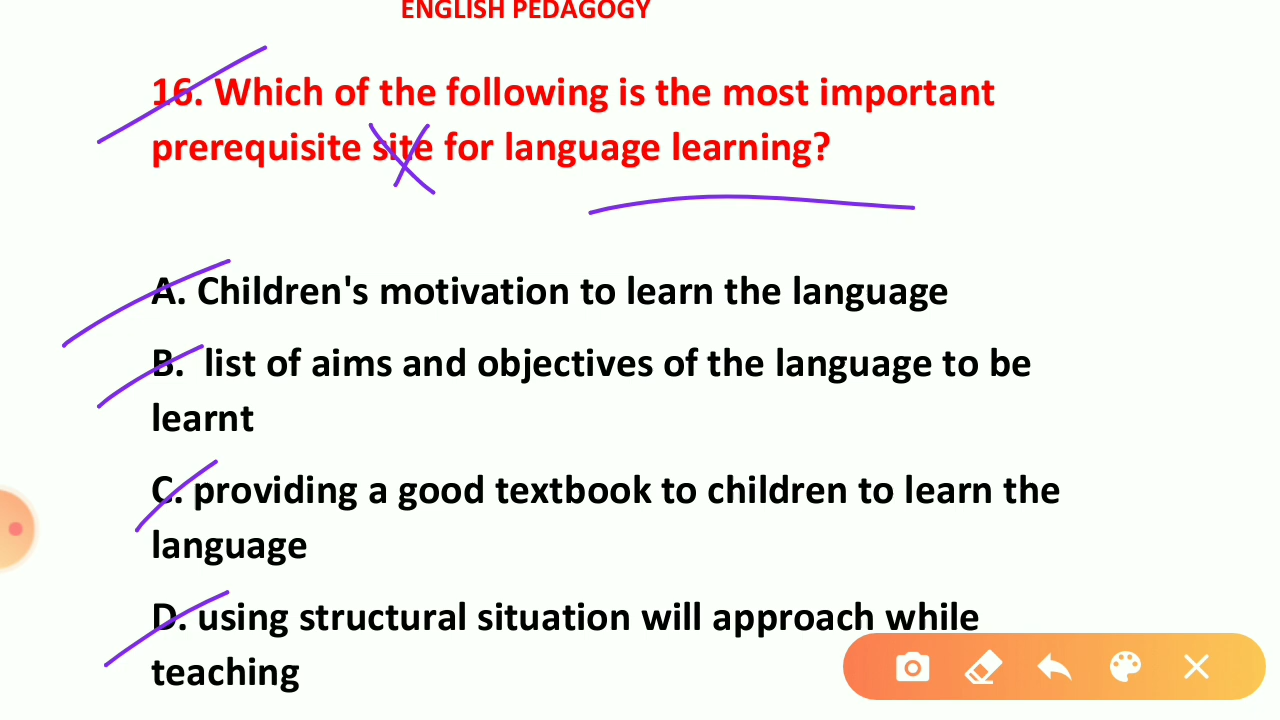 ENGLISH PEDAGOGY
16. Which of the following is the most important
prerequisite site for language learning?
A. Children's motivation to learn the language
B. list of aims and objectives of the language to be
learnt
C. providing a good textbook to children to learn the
language
D. using structural situation will approach while
teaching